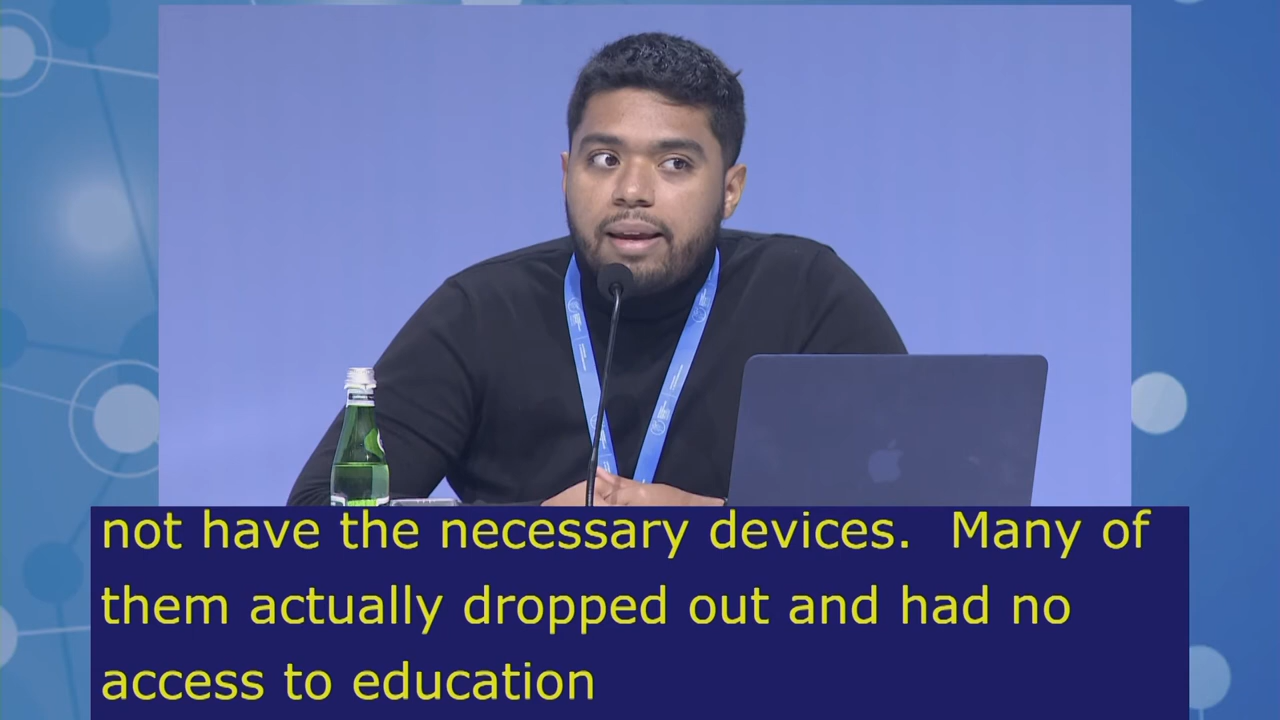 not have the necessary devices.  Many of
them actually dropped out and had no
access to education